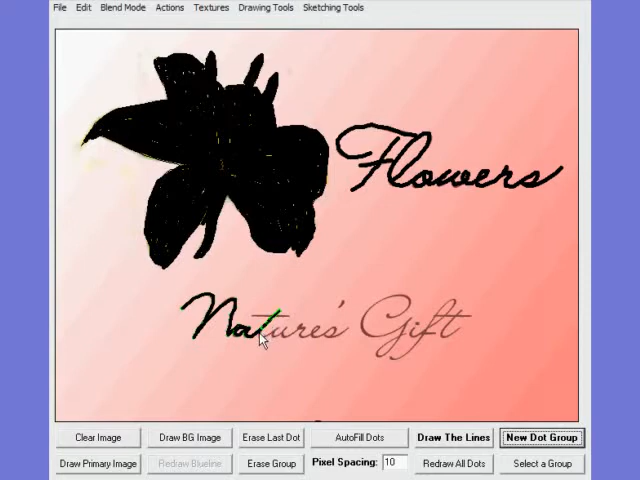 File Edit Blend Mode Actions Textures Drawing Tools Sketching Tools
Flowers
Nature's Gift
Clear Image Draw BG Image Erase Last Dot AutoFill Dots Draw The Lines New Dot Group
Draw Primary Image Redraw Blueline Erase Group Pixel Spacing: 10 Redraw All Dots Select a Group